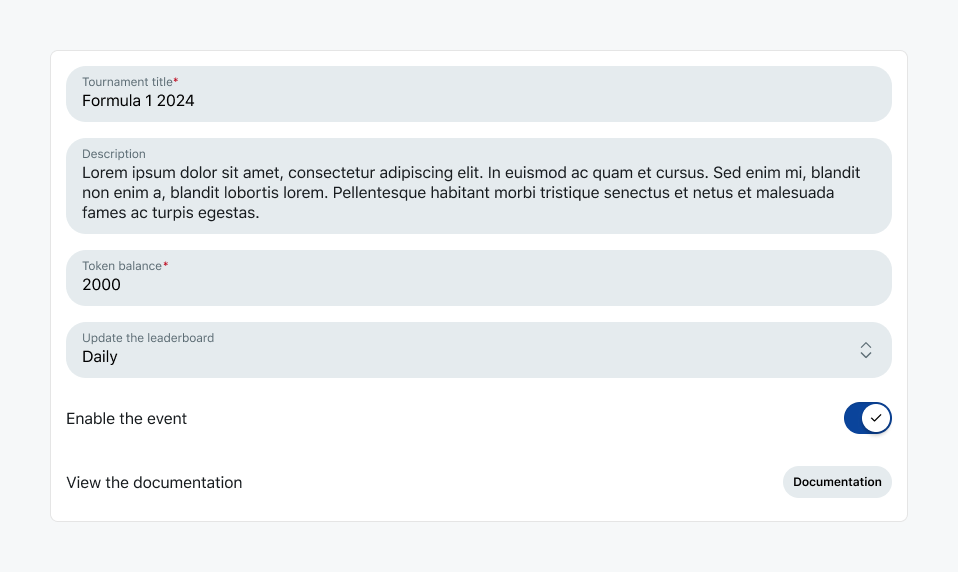 Tournament title*
Formula 1 2024
Description
Lorem ipsum dolor sit amet, consectetur adipiscing elit. In euismod ac quam et cursus. Sed enim mi, blandit
non enim a, blandit lobortis lorem. Pellentesque habitant morbi tristique senectus et netus et malesuada
fames ac turpis egestas.
Token balance*
2000
Update the leaderboard
Daily
Enable the event
View the documentation
Documentation